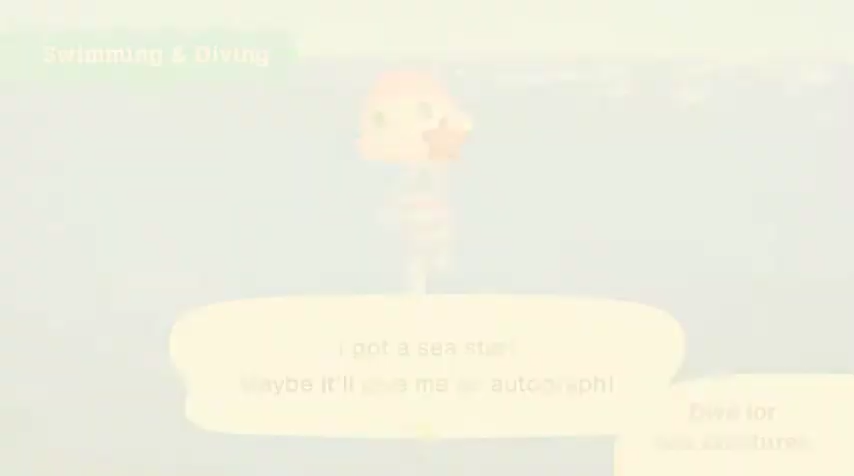 Swimming & Diving
I got a sea star!
Maybe it'll give me an autograph!
Dive for
sea creatures